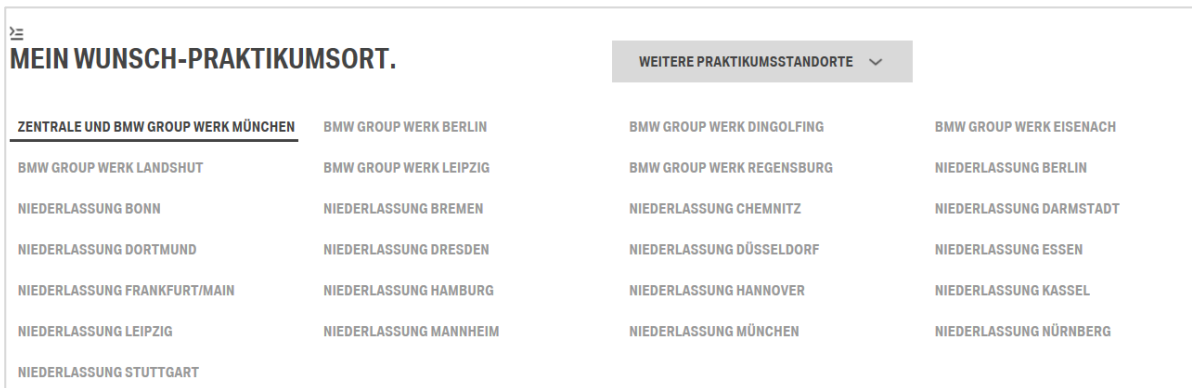 MEIN WUNSCH-PRAKTIKUMSORT.
WEITERE PRAKTIKUMSSTANDORTE
ZENTRALE UND BMW GROUP WERK MÜNCHEN BMW GROUP WERK BERLIN BMW GROUP WERK DINGOLFING BMW GROUP WERK EISENACH
BMW GROUP WERK LANDSHUT BMW GROUP WERK LEIPZIG BMW GROUP WERK REGENSBURG NIEDERLASSUNG BERLIN
NIEDERLASSUNG BONN NIEDERLASSUNG BREMEN NIEDERLASSUNG CHEMNITZ NIEDERLASSUNG DARMSTADT
NIEDERLASSUNG DORTMUND NIEDERLASSUNG DRESDEN NIEDERLASSUNG DÜSSELDORF NIEDERLASSUNG ESSEN
NIEDERLASSUNG FRANKFURT/MAIN NIEDERLASSUNG HAMBURG NIEDERLASSUNG HANNOVER NIEDERLASSUNG KASSEL
NIEDERLASSUNG LEIPZIG NIEDERLASSUNG MANNHEIM NIEDERLASSUNG MÜNCHEN NIEDERLASSUNG NÜRNBERG
NIEDERLASSUNG STUTTGART